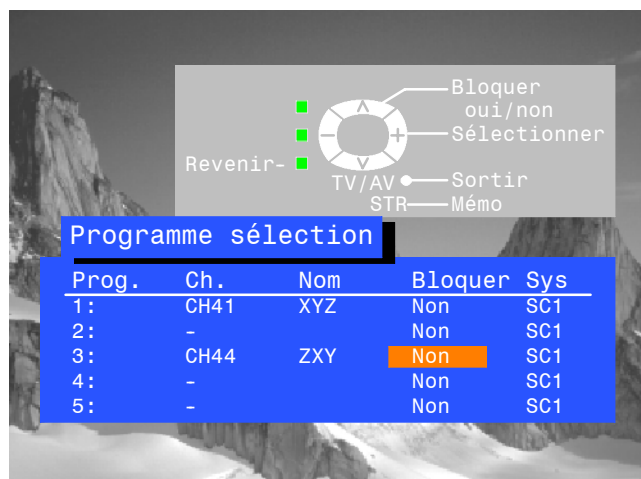 Bloquer
oui/non
Sélectionner
Revenir-
TV/AV Sortir
STR Mémo
Programme sélection
Prog. Ch. Nom Bloquer Sys
1: CH41 XYZ Non SC1
2: - Non SC1
3: CH44 ZXY Non SC1
4: - Non SC1
5: - Non SC1